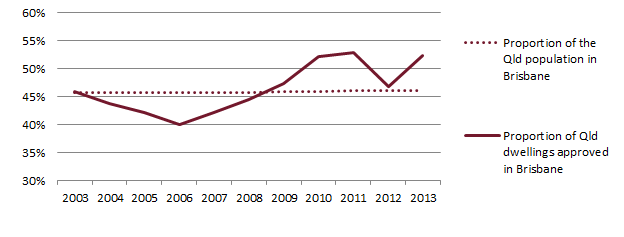 60%
55%
50%
45%
40%
35%
30%
2003 2004 2005 2006 2007 2008 2009 2010 2011 2012 2013
Proportion of the
Qld population in
Brisbane
Proportion of Qld
dwellings approved
in Brisbane